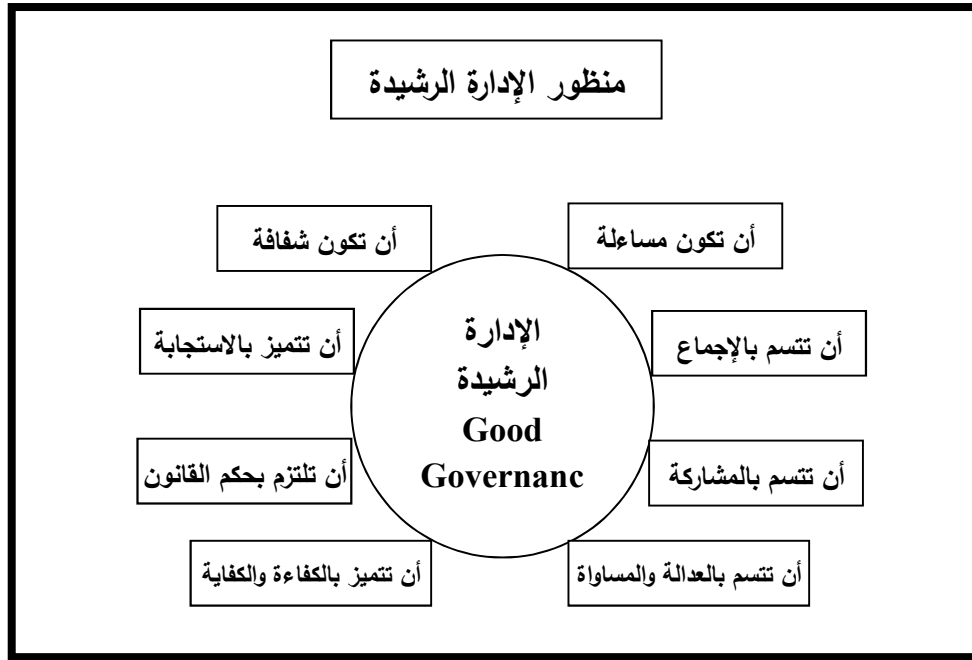 منظور الإدارة الرشيدة
أن تكون مساءلة
أن تكون شفافة
أن تتسم بالإجماع
أن تتميز بالاستجابة
الإدارة
الرشيدة
Good
Governanc
أن تتسم بالمشاركة
أن تلتزم بحكم القانون
أن تتسم بالعدالة والمساواة
أن تتميز بالكفاءة والكفاية